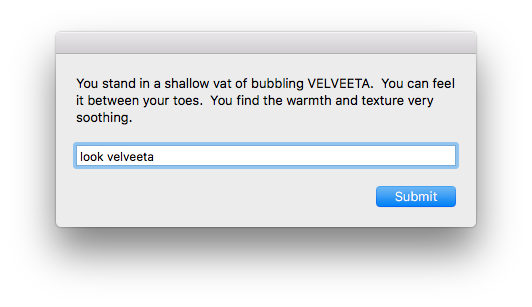 You stand in a shallow vat of bubbling VELVEETA.  You can feel
it between your toes.  You find the warmth and texture very
soothing.
look velveeta
Submit